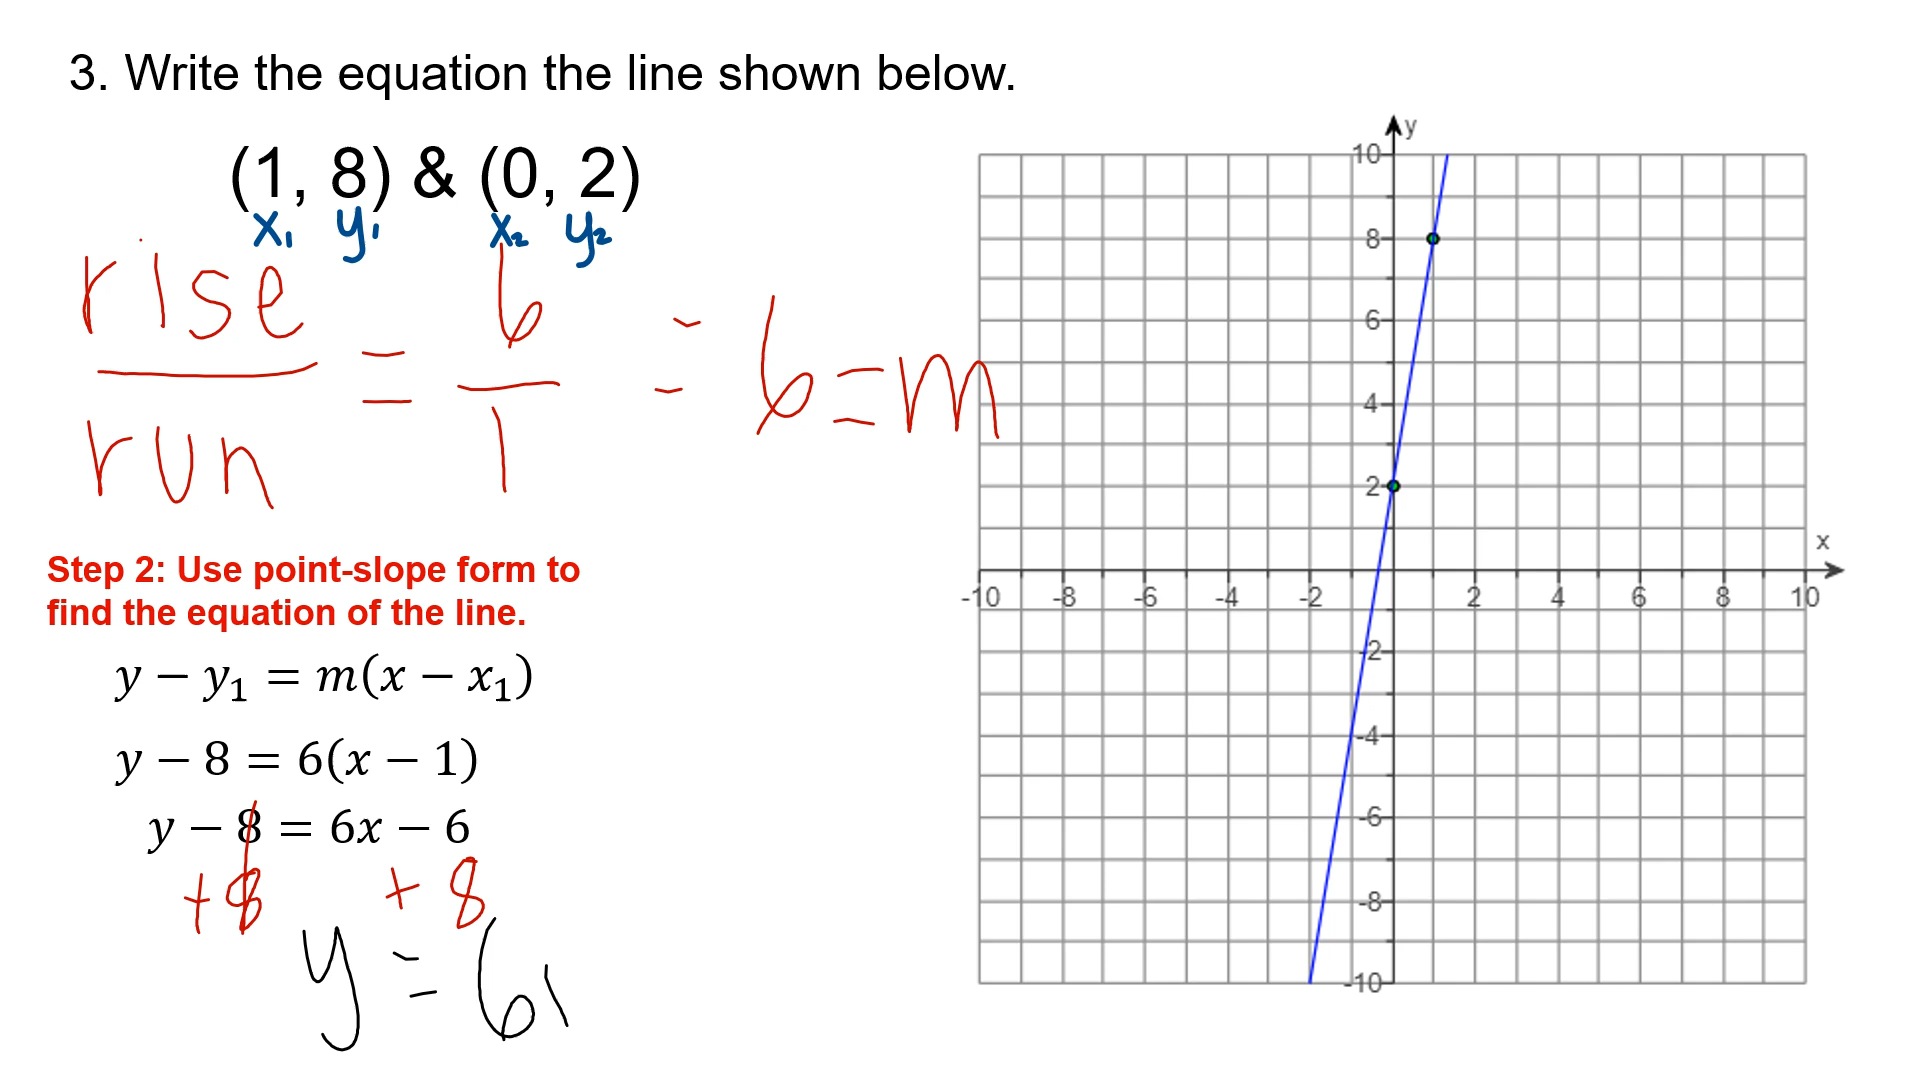 3. Write the equation the line shown below.
(1, 8) & (0, 2)
x₁ y₁ x₂ y₂
rise/run = 6/1 = 6 = m
Step 2: Use point-slope form to
find the equation of the line.
y − y₁ = m(x − x₁)
y − 8 = 6(x − 1)
y − 8 = 6x − 6
+8 +8
y = 6
y
10
8
6
4
2
x
-10 -8 -6 -4 -2 2 4 6 8 10
-2
-4
-6
-8
-10